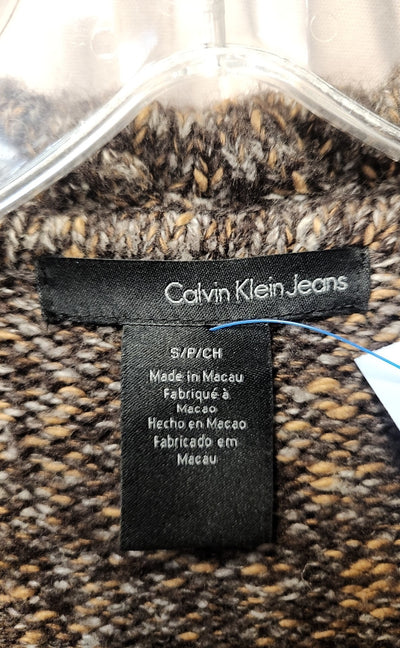 Calvin Klein Jeans
S/P/CH
Made in Macau
Fabriqué à
Macao
Hecho en Macao
Fabricado em
Macau